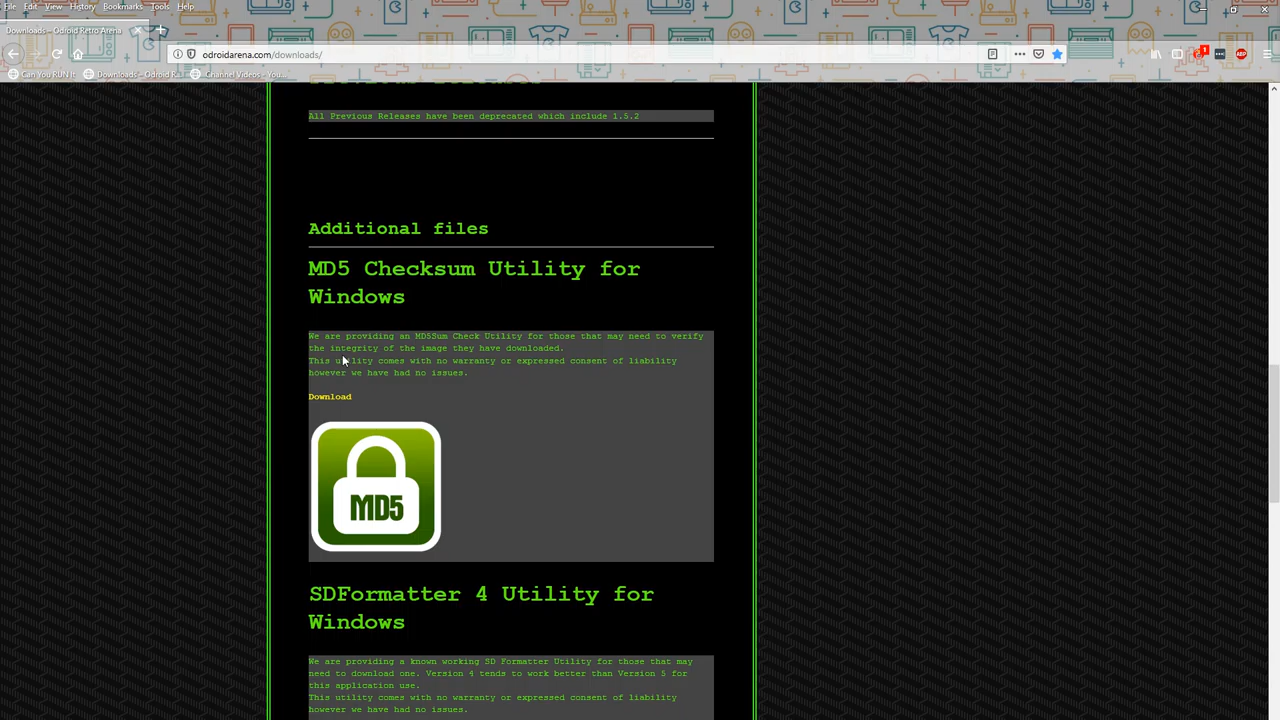 File Edit View History Bookmarks Tools Help
Downloads – Odroid Retro Arena
odroidarena.com/downloads/
Can You RUN It Downloads – Odroid R... Channel Videos - You...
All Previous Releases have been deprecated which include 1.5.2
Additional files
MD5 Checksum Utility for
Windows
We are providing an MD5Sum Check Utility for those that may need to verify
the integrity of the image they have downloaded.
This utility comes with no warranty or expressed consent of liability
however we have had no issues.
Download
MD5
SDFormatter 4 Utility for
Windows
We are providing a known working SD Formatter Utility for those that may
need to download one. Version 4 tends to work better than Version 5 for
this application use.
This utility comes with no warranty or expressed consent of liability
however we have had no issues.